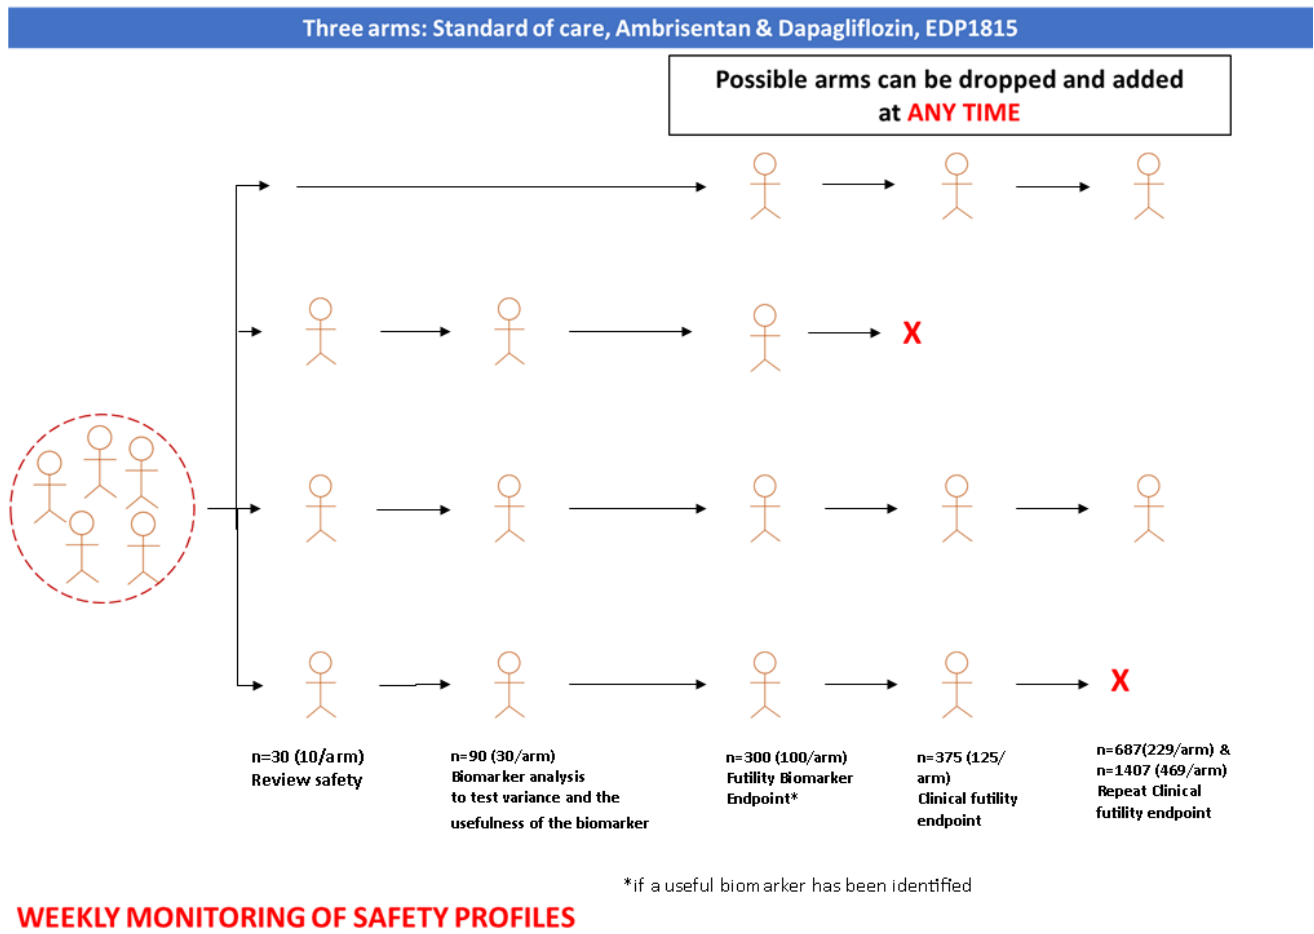 Three arms: Standard of care, Ambrisentan & Dapagliflozin, EDP1815
Possible arms can be dropped and added
at ANY TIME
X
X
n=30 (10/arm)
Review safety
n=90 (30/arm)
Biomarker analysis
to test variance and the
usefulness of the biomarker
n=300 (100/arm)
Futility Biomarker
Endpoint*
n=375 (125/
arm)
Clinical futility
endpoint
n=687(229/arm) &
n=1407 (469/arm)
Repeat Clinical
futility endpoint
*if a useful biomarker has been identified
WEEKLY MONITORING OF SAFETY PROFILES